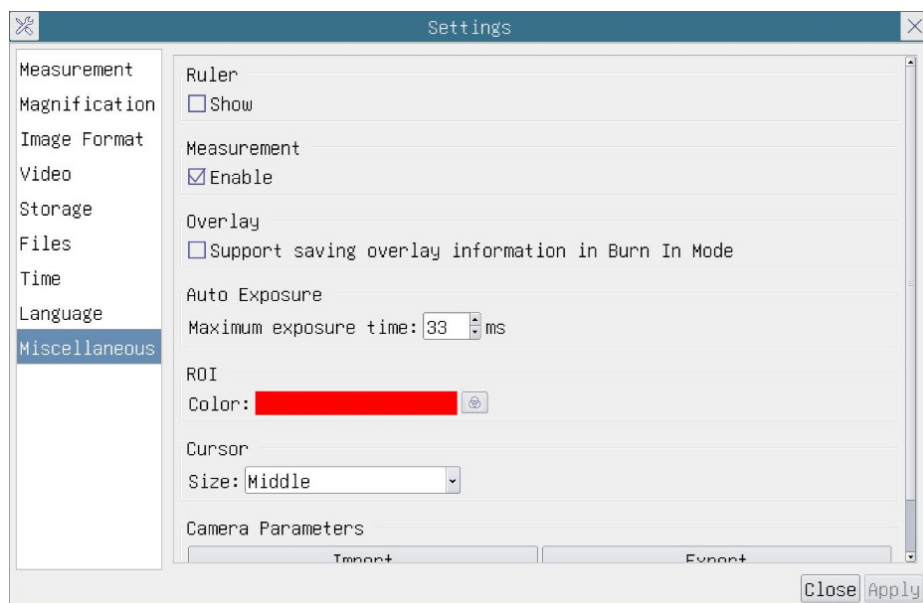 Settings
Measurement
Magnification
Image Format
Video
Storage
Files
Time
Language
Miscellaneous
Ruler
Show
Measurement
Enable
Overlay
Support saving overlay information in Burn In Mode
Auto Exposure
Maximum exposure time: 33 ms
ROI
Color:
Cursor
Size: Middle
Camera Parameters
Import Export
Close Apply